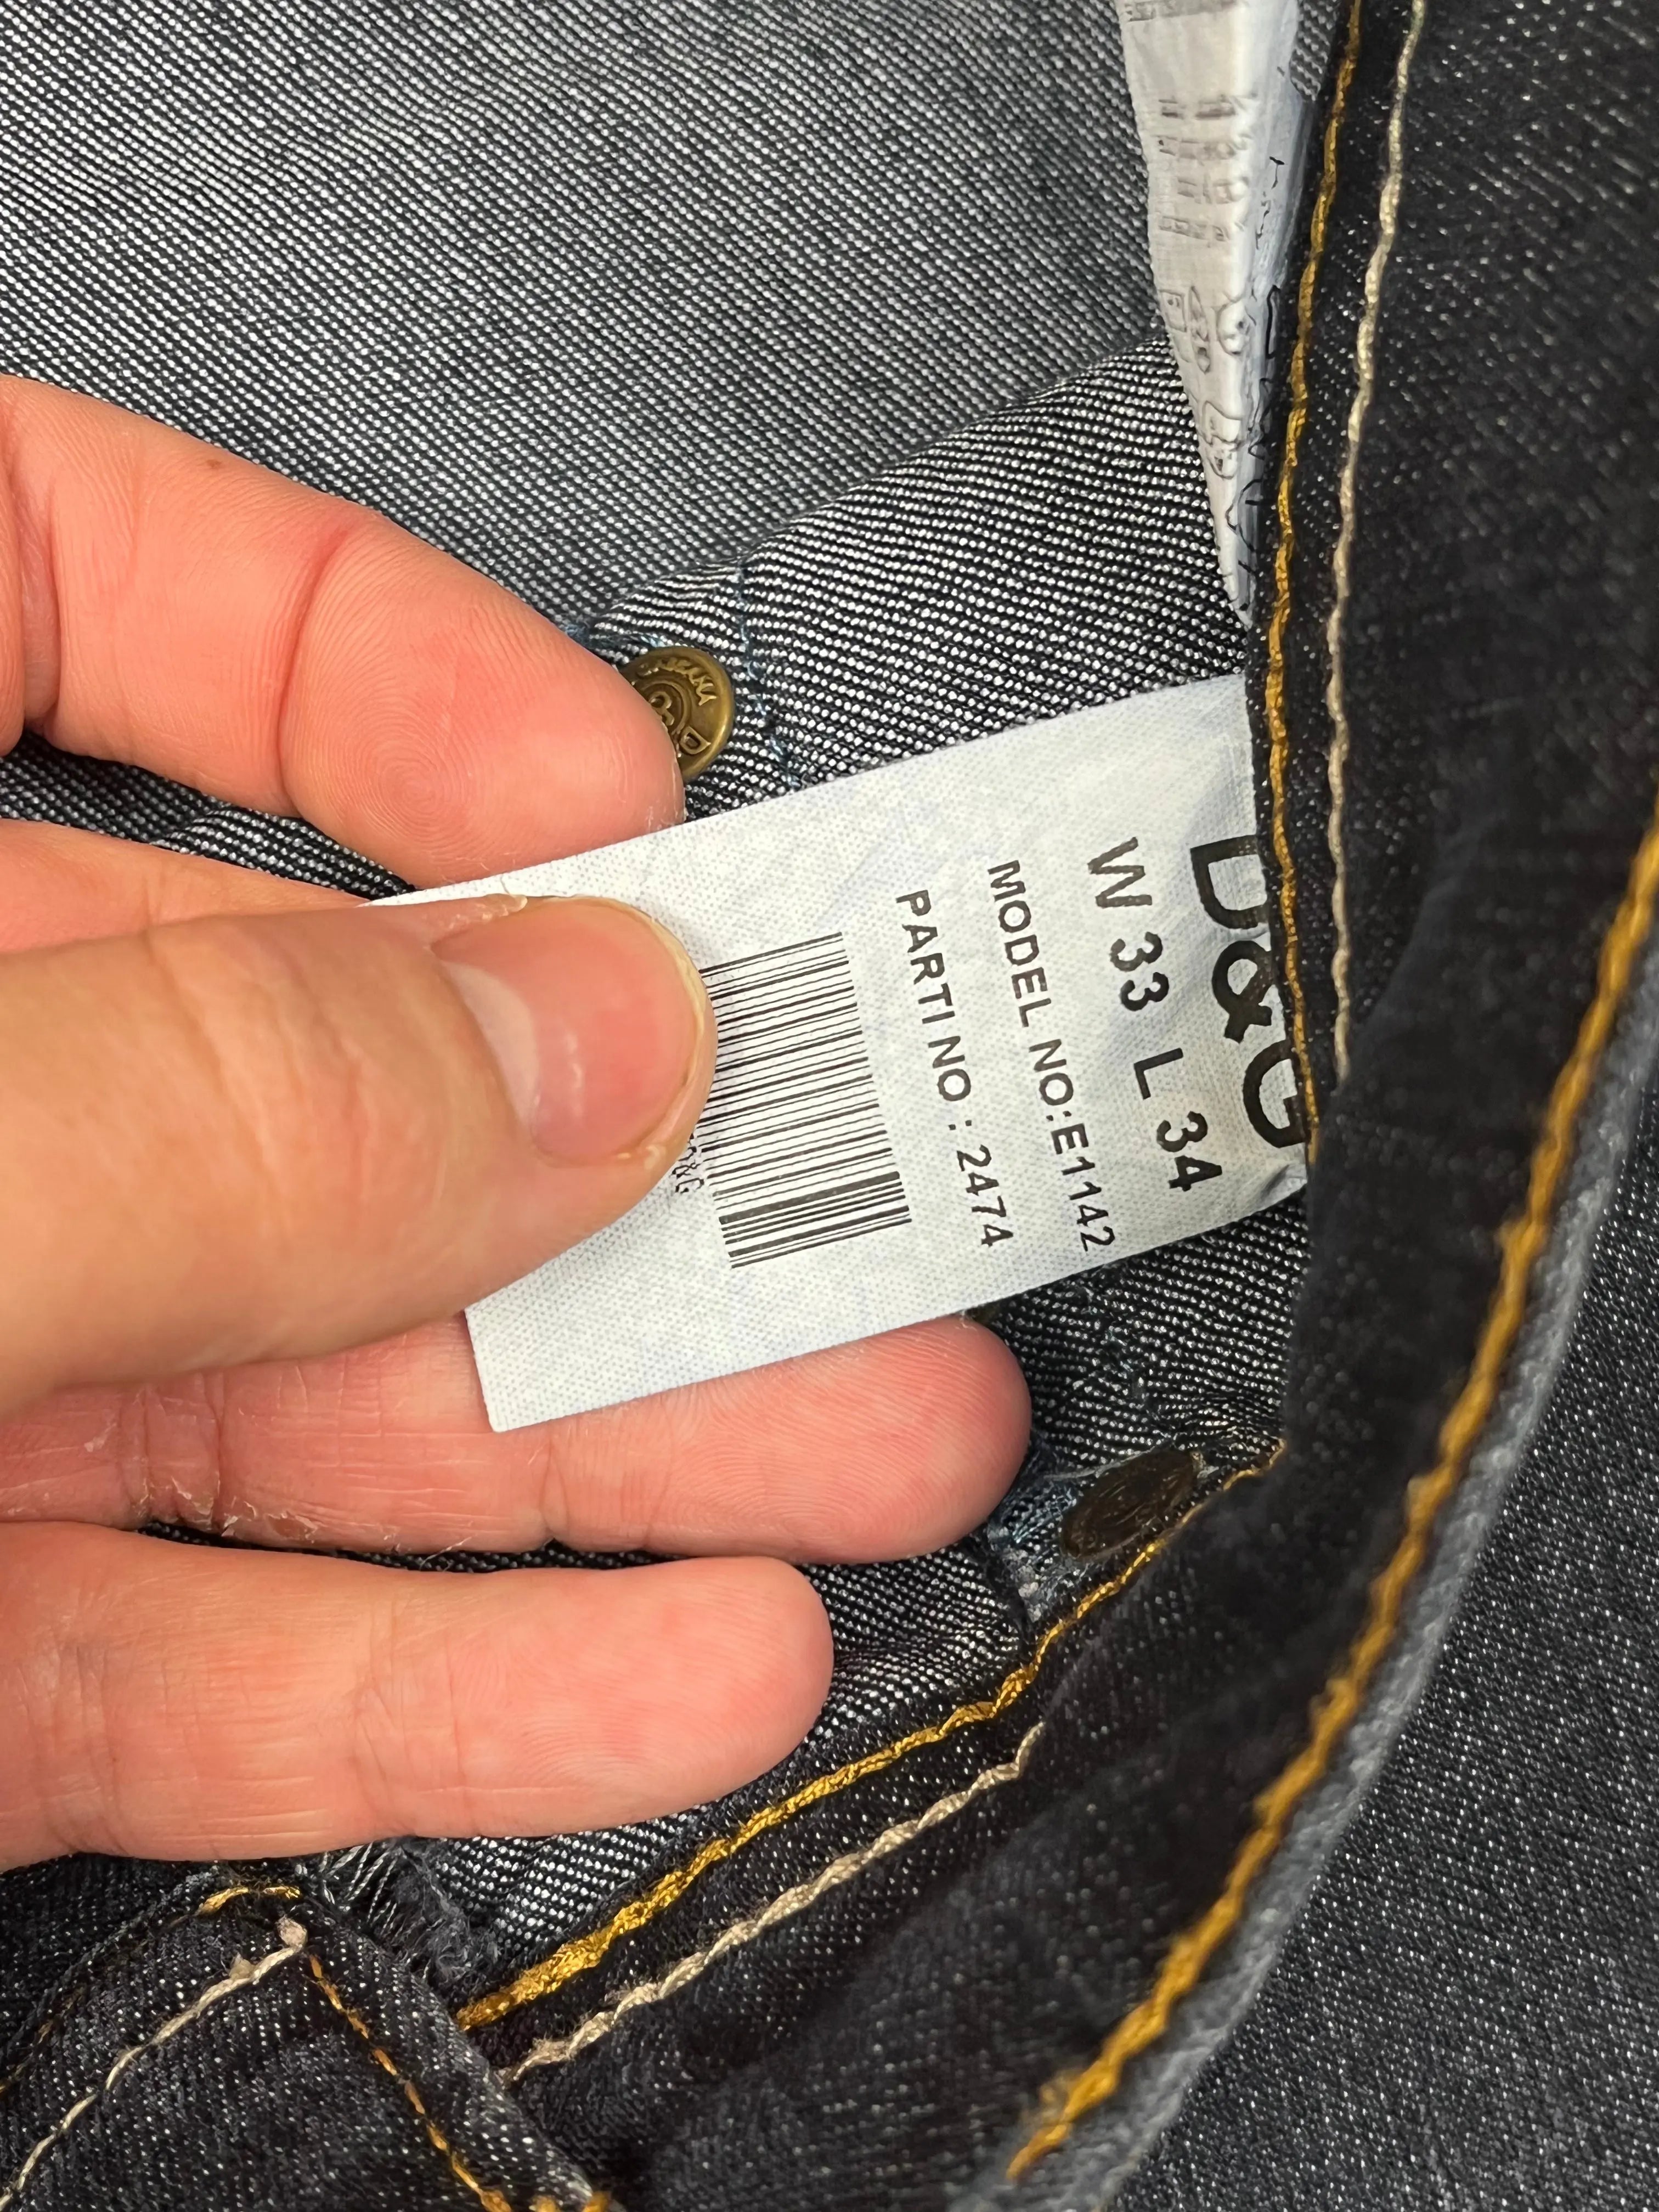 D&G
W 33 L 34
MODEL NO:E1142
PARTI NO : 2474